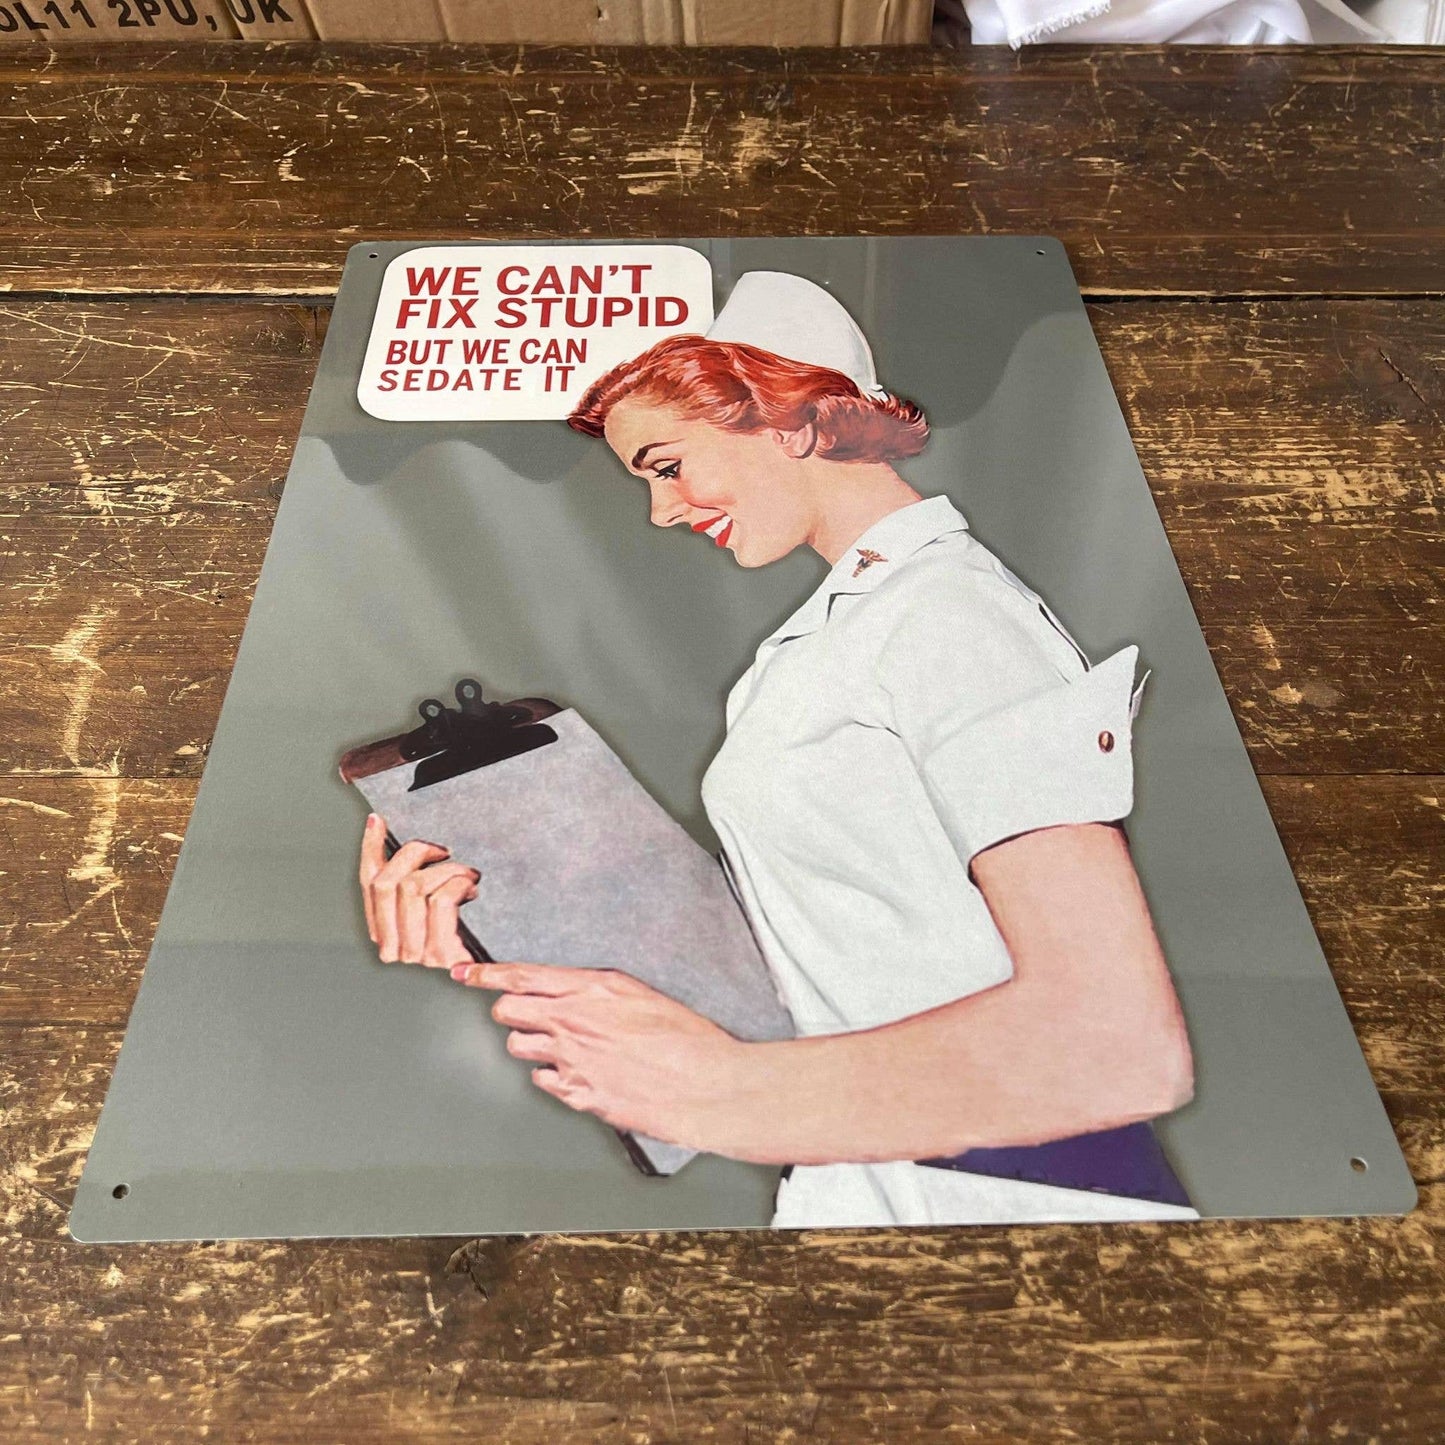 OL11 2PU, UK
WE CAN'T
FIX STUPID
BUT WE CAN
SEDATE IT